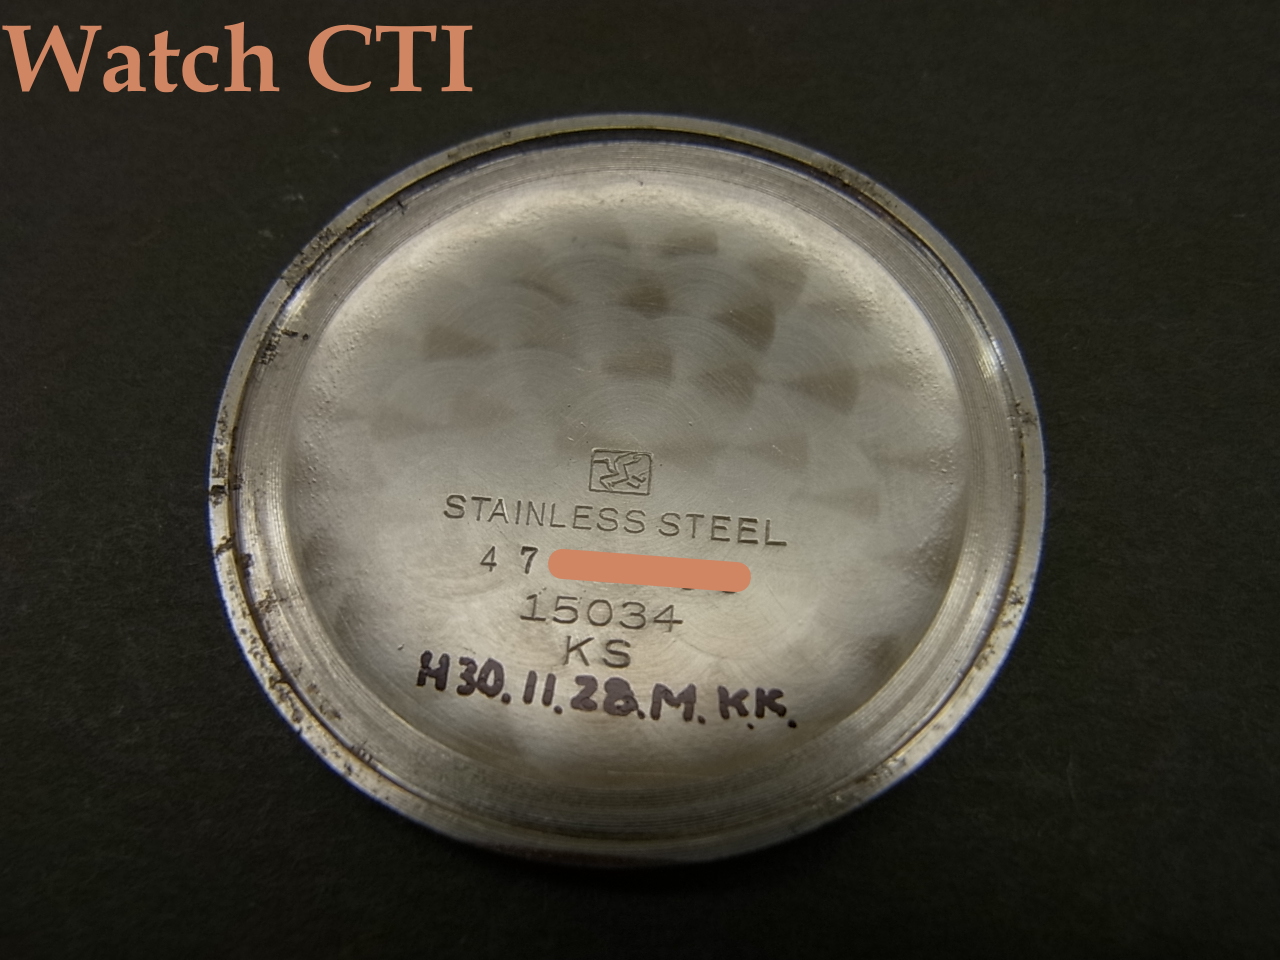 Watch CTI
STAINLESS STEEL
4 7
15034
KS
H30.11.28.M.KK.